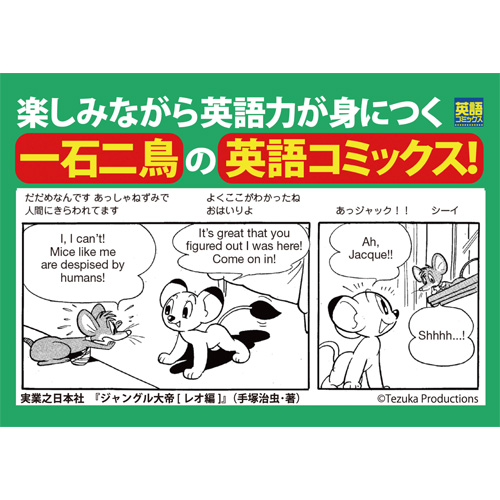 楽しみながら英語力が身につく
英語
コミックス
一石二鳥の英語コミックス!
だだめなんです あっしゃねずみで
人間にきらわれてます
よくここがわかったね
おはいりよ
I, I can't!
Mice like me
are despised by
humans!
It's great that you
figured out I was here!
Come on in!
あっジャック！！
シーイ
Ah,
Jacque!!
Shhhh...!
実業之日本社 『ジャングル大帝[レオ編]』(手塚治虫・著)
©Tezuka Productions